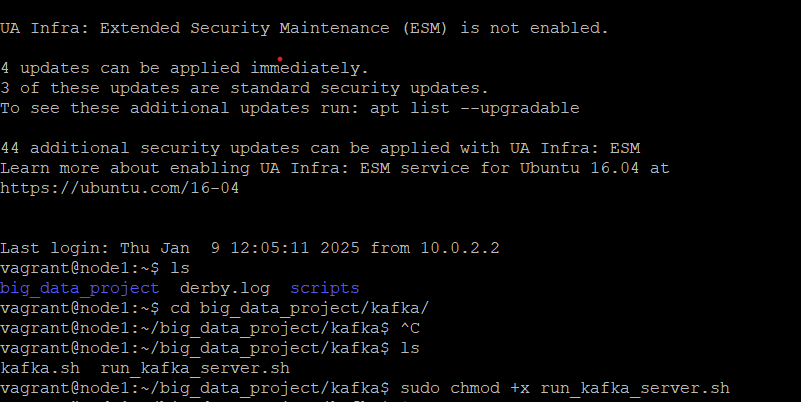 UA Infra: Extended Security Maintenance (ESM) is not enabled.
4 updates can be applied immediately.
3 of these updates are standard security updates.
To see these additional updates run: apt list --upgradable
44 additional security updates can be applied with UA Infra: ESM
Learn more about enabling UA Infra: ESM service for Ubuntu 16.04 at
https://ubuntu.com/16-04
Last login: Thu Jan  9 12:05:11 2025 from 10.0.2.2
vagrant@node1:~$ ls
big_data_project  derby.log  scripts
vagrant@node1:~$ cd big_data_project/kafka/
vagrant@node1:~/big_data_project/kafka$ ^C
vagrant@node1:~/big_data_project/kafka$ ls
kafka.sh  run_kafka_server.sh
vagrant@node1:~/big_data_project/kafka$ sudo chmod +x run_kafka_server.sh